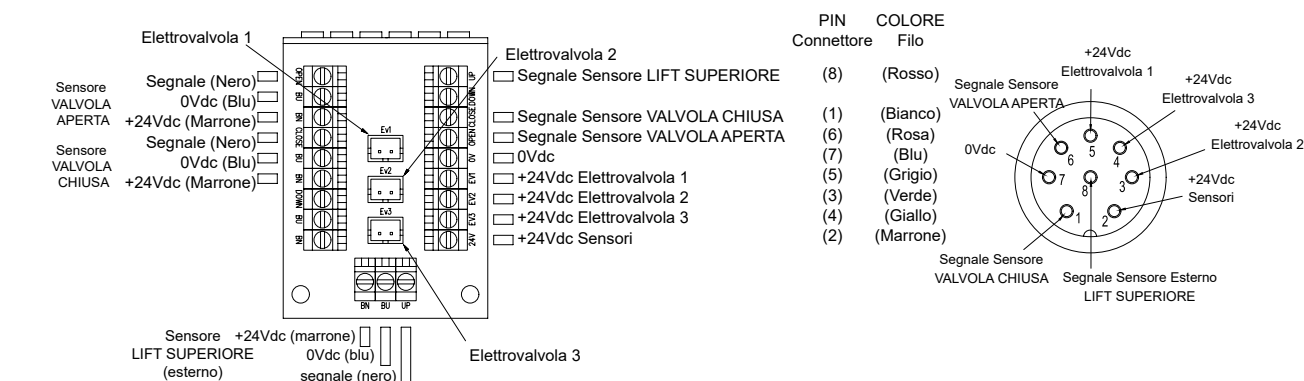 PIN COLORE
Connettore Filo
Elettrovalvola 1
Elettrovalvola 2
Sensore
VALVOLA
APERTA
Segnale (Nero)
0Vdc (Blu)
+24Vdc (Marrone)
Sensore
VALVOLA
CHIUSA
Segnale (Nero)
0Vdc (Blu)
+24Vdc (Marrone)
OPEN
BU
BN
CLOSE
BU
BN
DOWN
BU
BN
Ev1
Ev2
Ev3
UP
DOWN
CLOSE
OPEN
0V
EV1
EV2
EV3
24V
Segnale Sensore LIFT SUPERIORE (8) (Rosso)
Segnale Sensore VALVOLA CHIUSA (1) (Bianco)
Segnale Sensore VALVOLA APERTA (6) (Rosa)
0Vdc (7) (Blu)
+24Vdc Elettrovalvola 1 (5) (Grigio)
+24Vdc Elettrovalvola 2 (3) (Verde)
+24Vdc Elettrovalvola 3 (4) (Giallo)
+24Vdc Sensori (2) (Marrone)
BN BU UP
Sensore
LIFT SUPERIORE
(esterno)
+24Vdc (marrone)
0Vdc (blu)
segnale (nero)
Elettrovalvola 3
+24Vdc
Elettrovalvola 1
Segnale Sensore
VALVOLA APERTA
+24Vdc
Elettrovalvola 3
+24Vdc
Elettrovalvola 2
0Vdc
+24Vdc
Sensori
6
5
4
7
8
3
1
2
Segnale Sensore
VALVOLA CHIUSA
Segnale Sensore Esterno
LIFT SUPERIORE